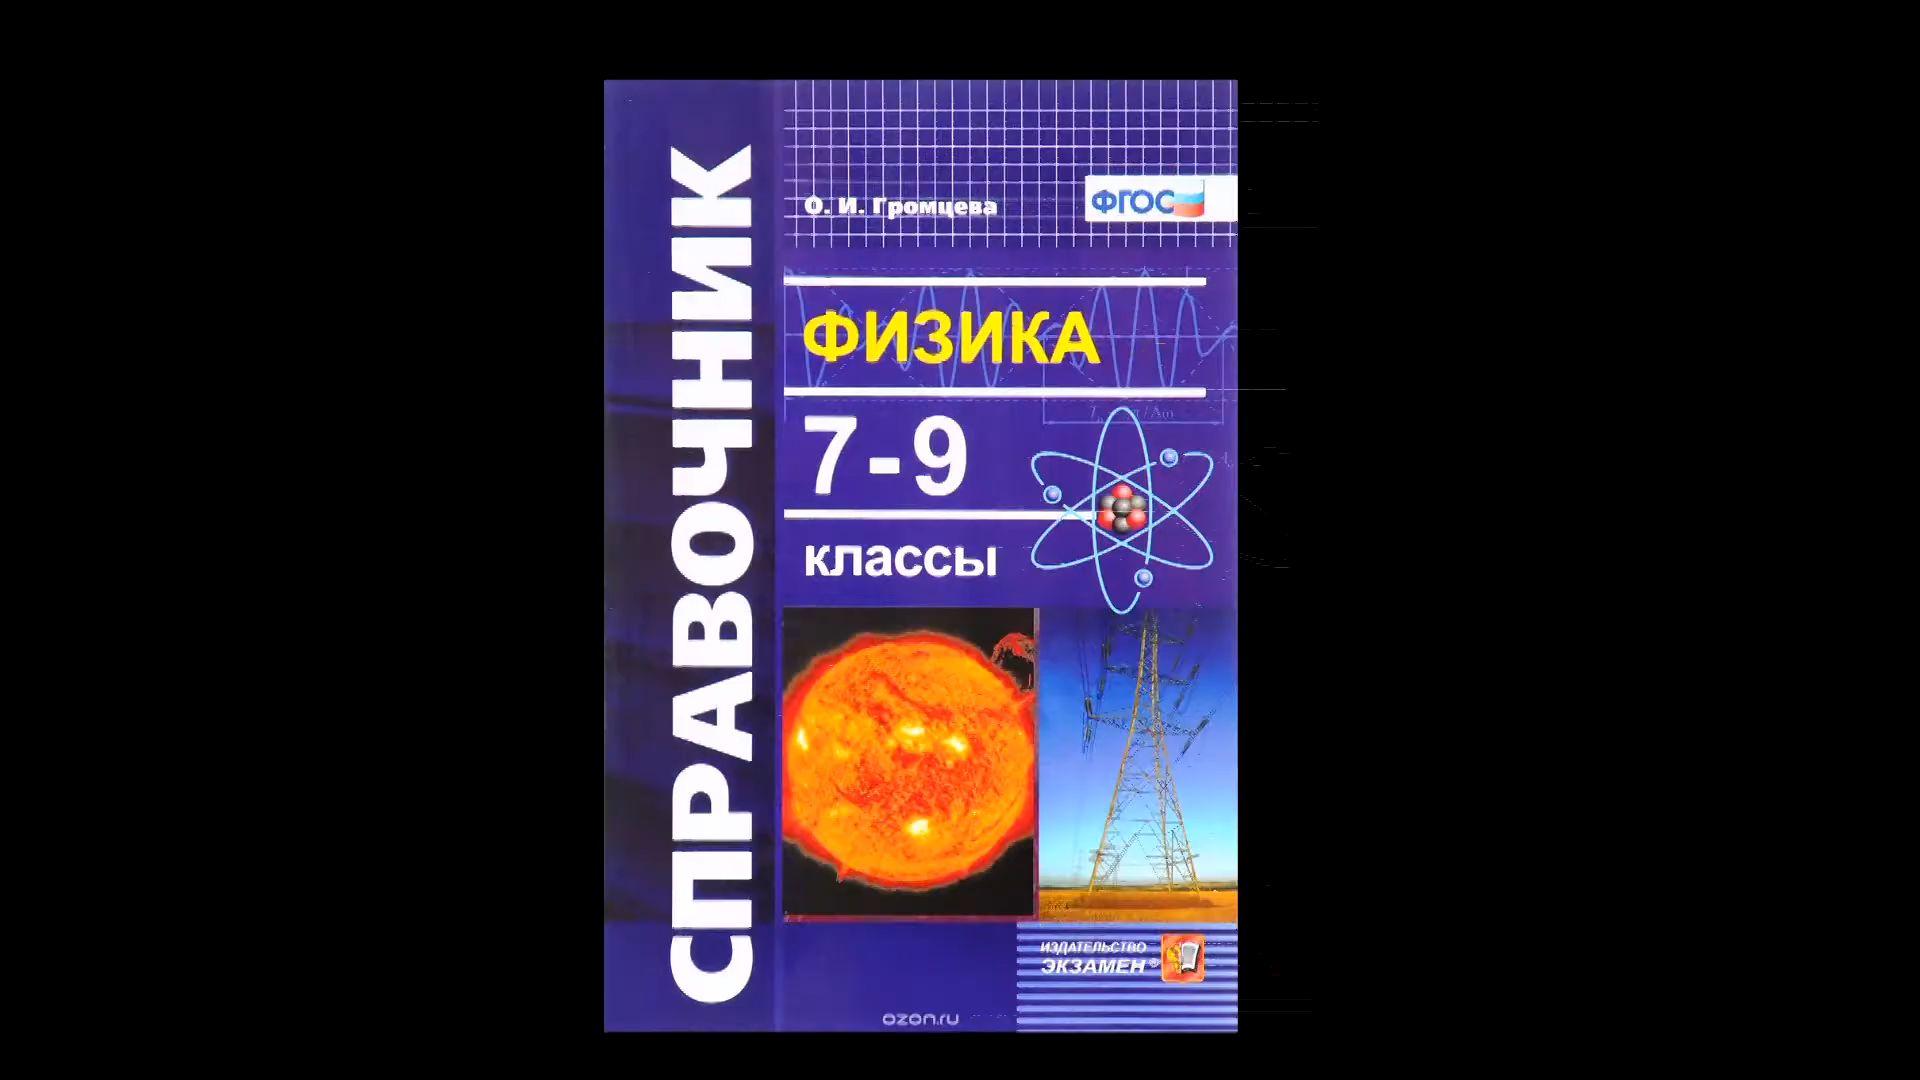 СПРАВОЧНИК
О. И. Громцева
ФГОС
ФИЗИКА
7-9
классы
ИЗДАТЕЛЬСТВО
ЭКЗАМЕН
ozon.ru